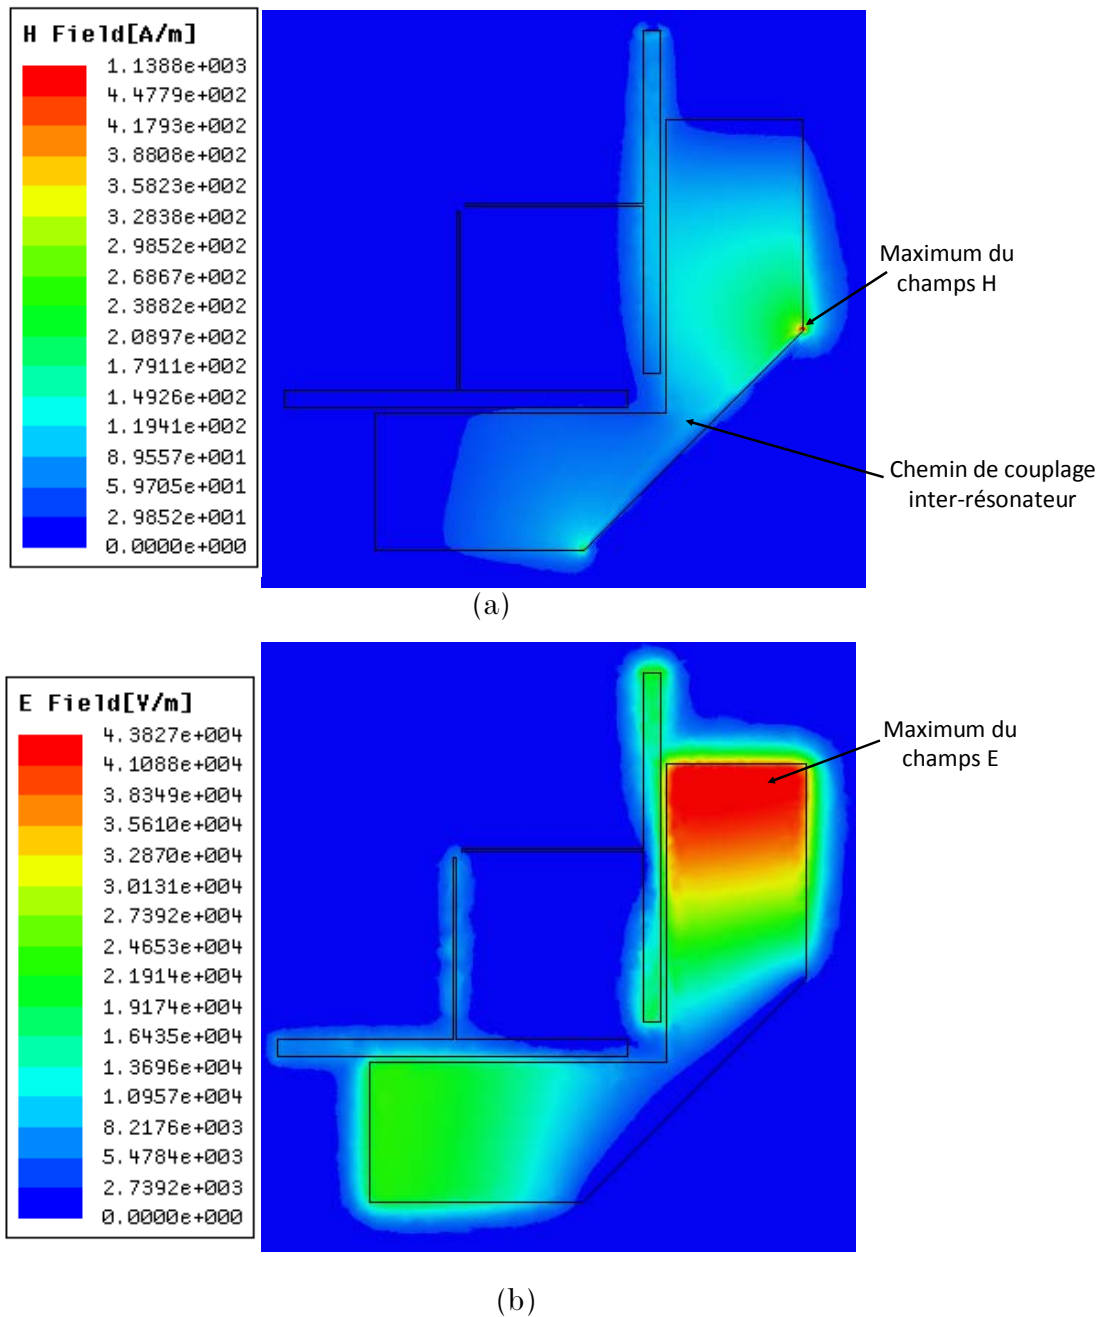 H Field[A/m]
1.1388e+003
4.4779e+002
4.1793e+002
3.8808e+002
3.5823e+002
3.2838e+002
2.9852e+002
2.6867e+002
2.3882e+002
2.0897e+002
1.7911e+002
1.4926e+002
1.1941e+002
8.9557e+001
5.9705e+001
2.9852e+001
0.0000e+000
Maximum du
champs H
Chemin de couplage
inter-résonateur
(a)
E Field[V/m]
4.3827e+004
4.1088e+004
3.8349e+004
3.5610e+004
3.2870e+004
3.0131e+004
2.7392e+004
2.4653e+004
2.1914e+004
1.9174e+004
1.6435e+004
1.3696e+004
1.0957e+004
8.2176e+003
5.4784e+003
2.7392e+003
0.0000e+000
Maximum du
champs E
(b)